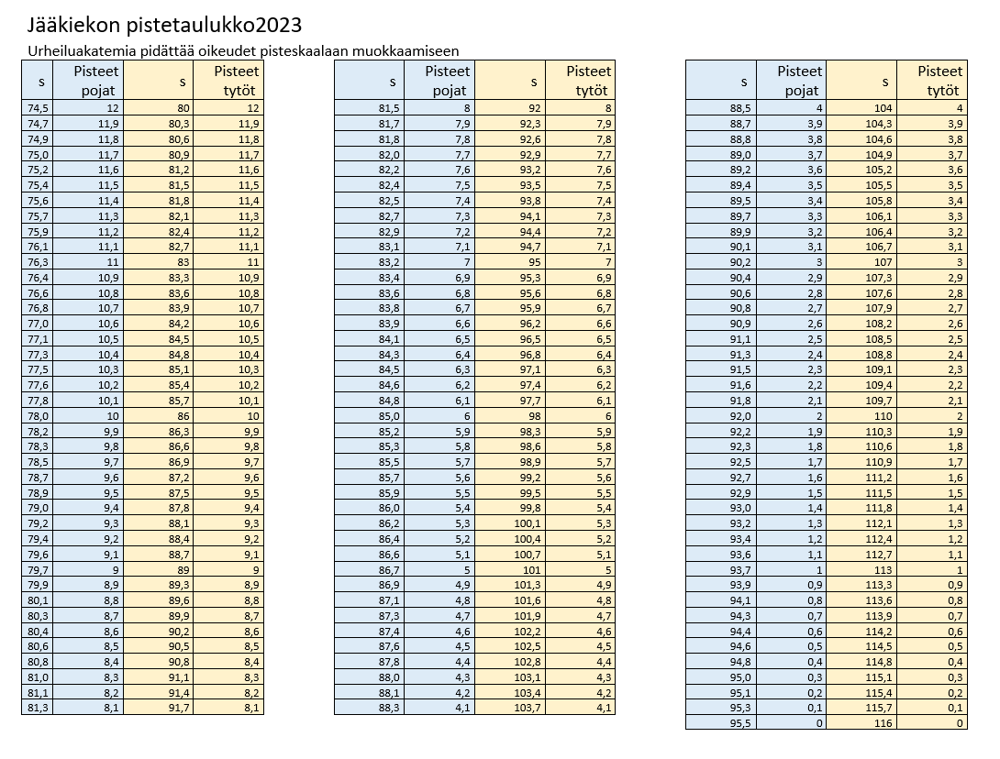 Jääkiekon pistetaulukko2023
Urheiluakatemia pidättää oikeudet pisteskaalaan muokkaamiseen
s Pisteet pojat s Pisteet tytöt
74,5 12 80 12
74,7 11,9 80,3 11,9
74,9 11,8 80,6 11,8
75,0 11,7 80,9 11,7
75,2 11,6 81,2 11,6
75,4 11,5 81,5 11,5
75,6 11,4 81,8 11,4
75,7 11,3 82,1 11,3
75,9 11,2 82,4 11,2
76,1 11,1 82,7 11,1
76,3 11 83 11
76,4 10,9 83,3 10,9
76,6 10,8 83,6 10,8
76,8 10,7 83,9 10,7
77,0 10,6 84,2 10,6
77,1 10,5 84,5 10,5
77,3 10,4 84,8 10,4
77,5 10,3 85,1 10,3
77,6 10,2 85,4 10,2
77,8 10,1 85,7 10,1
78,0 10 86 10
78,2 9,9 86,3 9,9
78,3 9,8 86,6 9,8
78,5 9,7 86,9 9,7
78,7 9,6 87,2 9,6
78,9 9,5 87,5 9,5
79,0 9,4 87,8 9,4
79,2 9,3 88,1 9,3
79,4 9,2 88,4 9,2
79,6 9,1 88,7 9,1
79,7 9 89 9
79,9 8,9 89,3 8,9
80,1 8,8 89,6 8,8
80,3 8,7 89,9 8,7
80,4 8,6 90,2 8,6
80,6 8,5 90,5 8,5
80,8 8,4 90,8 8,4
81,0 8,3 91,1 8,3
81,1 8,2 91,4 8,2
81,3 8,1 91,7 8,1
s Pisteet pojat s Pisteet tytöt
81,5 8 92 8
81,7 7,9 92,3 7,9
81,8 7,8 92,6 7,8
82,0 7,7 92,9 7,7
82,2 7,6 93,2 7,6
82,4 7,5 93,5 7,5
82,5 7,4 93,8 7,4
82,7 7,3 94,1 7,3
82,9 7,2 94,4 7,2
83,1 7,1 94,7 7,1
83,2 7 95 7
83,4 6,9 95,3 6,9
83,6 6,8 95,6 6,8
83,8 6,7 95,9 6,7
83,9 6,6 96,2 6,6
84,1 6,5 96,5 6,5
84,3 6,4 96,8 6,4
84,5 6,3 97,1 6,3
84,6 6,2 97,4 6,2
84,8 6,1 97,7 6,1
85,0 6 98 6
85,2 5,9 98,3 5,9
85,3 5,8 98,6 5,8
85,5 5,7 98,9 5,7
85,7 5,6 99,2 5,6
85,9 5,5 99,5 5,5
86,0 5,4 99,8 5,4
86,2 5,3 100,1 5,3
86,4 5,2 100,4 5,2
86,6 5,1 100,7 5,1
86,7 5 101 5
86,9 4,9 101,3 4,9
87,1 4,8 101,6 4,8
87,3 4,7 101,9 4,7
87,4 4,6 102,2 4,6
87,6 4,5 102,5 4,5
87,8 4,4 102,8 4,4
88,0 4,3 103,1 4,3
88,1 4,2 103,4 4,2
88,3 4,1 103,7 4,1
s Pisteet pojat s Pisteet tytöt
88,5 4 104 4
88,7 3,9 104,3 3,9
88,8 3,8 104,6 3,8
89,0 3,7 104,9 3,7
89,2 3,6 105,2 3,6
89,4 3,5 105,5 3,5
89,5 3,4 105,8 3,4
89,7 3,3 106,1 3,3
89,9 3,2 106,4 3,2
90,1 3,1 106,7 3,1
90,2 3 107 3
90,4 2,9 107,3 2,9
90,6 2,8 107,6 2,8
90,8 2,7 107,9 2,7
90,9 2,6 108,2 2,6
91,1 2,5 108,5 2,5
91,3 2,4 108,8 2,4
91,5 2,3 109,1 2,3
91,6 2,2 109,4 2,2
91,8 2,1 109,7 2,1
92,0 2 110 2
92,2 1,9 110,3 1,9
92,3 1,8 110,6 1,8
92,5 1,7 110,9 1,7
92,7 1,6 111,2 1,6
92,9 1,5 111,5 1,5
93,0 1,4 111,8 1,4
93,2 1,3 112,1 1,3
93,4 1,2 112,4 1,2
93,6 1,1 112,7 1,1
93,7 1 113 1
93,9 0,9 113,3 0,9
94,1 0,8 113,6 0,8
94,3 0,7 113,9 0,7
94,4 0,6 114,2 0,6
94,6 0,5 114,5 0,5
94,8 0,4 114,8 0,4
95,0 0,3 115,1 0,3
95,1 0,2 115,4 0,2
95,3 0,1 115,7 0,1
95,5 0 116 0